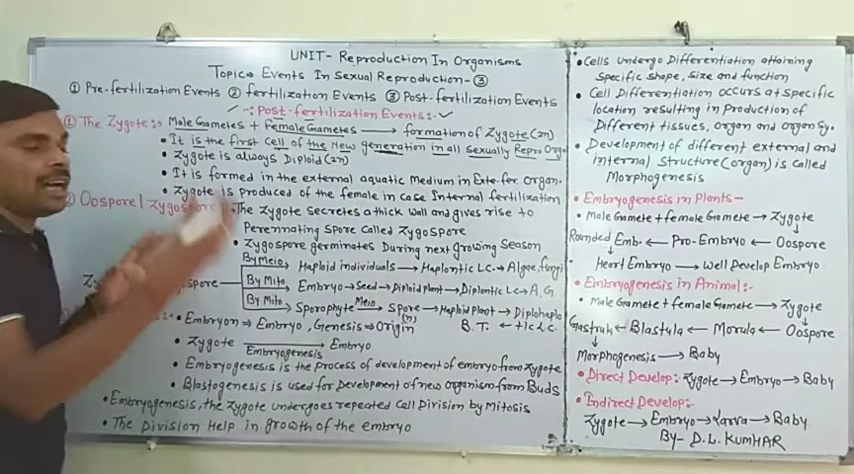 UNIT- Reproduction In Organisms
Topic⇒ Events In Sexual Reproduction-③
① Pre-fertilization Events ② fertilization Events ③ Post-fertilization Events
-: Post-fertilization Events:-
① The Zygote:→ Male Gametes + female Gametes → formation of Zygote(2n)
• It is the first Cell of the New generation in all sexually Repro. Org.
• Zygote is always Diploid (2n)
• It is formed in the external aquatic Medium in Exte.fer. Organ.
• Zygote is produced of the female in case Internal fertilization
② Oospore | Zygospore • The Zygote secretes a thick Wall and gives rise to
Perennating Spore Called Zygospore
• Zygospore germinates During next growing Season
By Meio → Haploid individuals → Haplontic LC → Algae, fungi
spore By Mito → Embryo → Seed → Diploid plant → Diplontic LC → A, G.
By Mito → Sporophyte Meio → Spore (n) → Haploid Plant → Diplohaplo
B. T. ← tic L C.
• Embryon ⇒ Embryo, Genesis ⇒ Origin
• Zygote → Embryo
Embryogenesis
• Embryogenesis is the process of development of embryo from Zygote
• Blostogenesis is used for Development of new organism from Buds
• Embryogenesis, the Zygote undergoes repeated Cell Division by Mitosis
• The Division Help in growth of the embryo
• Cells Undergo Differentiation attaining
Specific shape, Size and function
• Cell Differentiation occurs at specific
location resulting in Production of
Different tissues, Organ and Organ Sy.
• Development of different external and
internal Structure (organ) is called
Morphogenesis
• Embryogenesis in Plants-
• Male Gamete + female Gamete → Zygote
↓
Rounded Emb. ← Pro-Embryo ← Oospore
↓
Heart Embryo → Well Develop Embryo.
• Embryogenesis in Animal:-
• Male Gamete + female Gamete → Zygote
↓
Gastrula ← Blastula ← Morula ← Oospore
↓
Morphogenesis → Baby
• Direct Develop: Zygote → Embryo → Baby
• Indirect Develop:-
Zygote → Embryo → Larva → Baby
By- D.L. KUMHAR